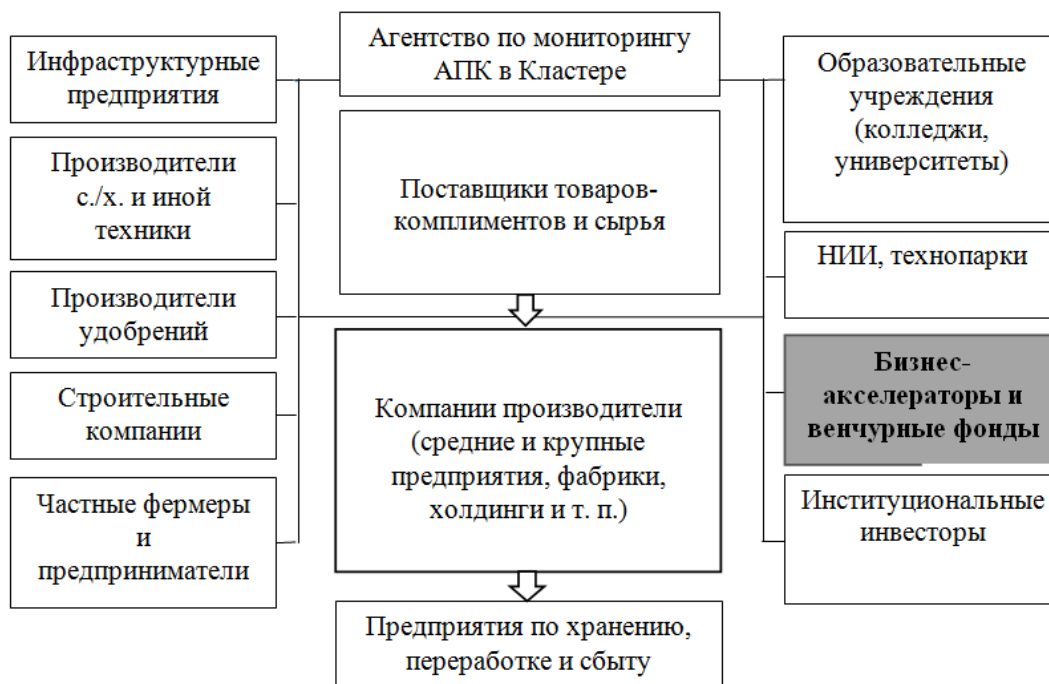 Инфраструктурные
предприятия
Производители
с./х. и иной
техники
Производители
удобрений
Строительные
компании
Частные фермеры
и
предприниматели
Агентство по мониторингу
АПК в Кластере
Поставщики товаров-
комплиментов и сырья
Компании производители
(средние и крупные
предприятия, фабрики,
холдинги и т. п.)
Предприятия по хранению,
переработке и сбыту
Образовательные
учреждения
(колледжи,
университеты)
НИИ, технопарки
Бизнес-
акселераторы и
венчурные фонды
Институциональные
инвесторы